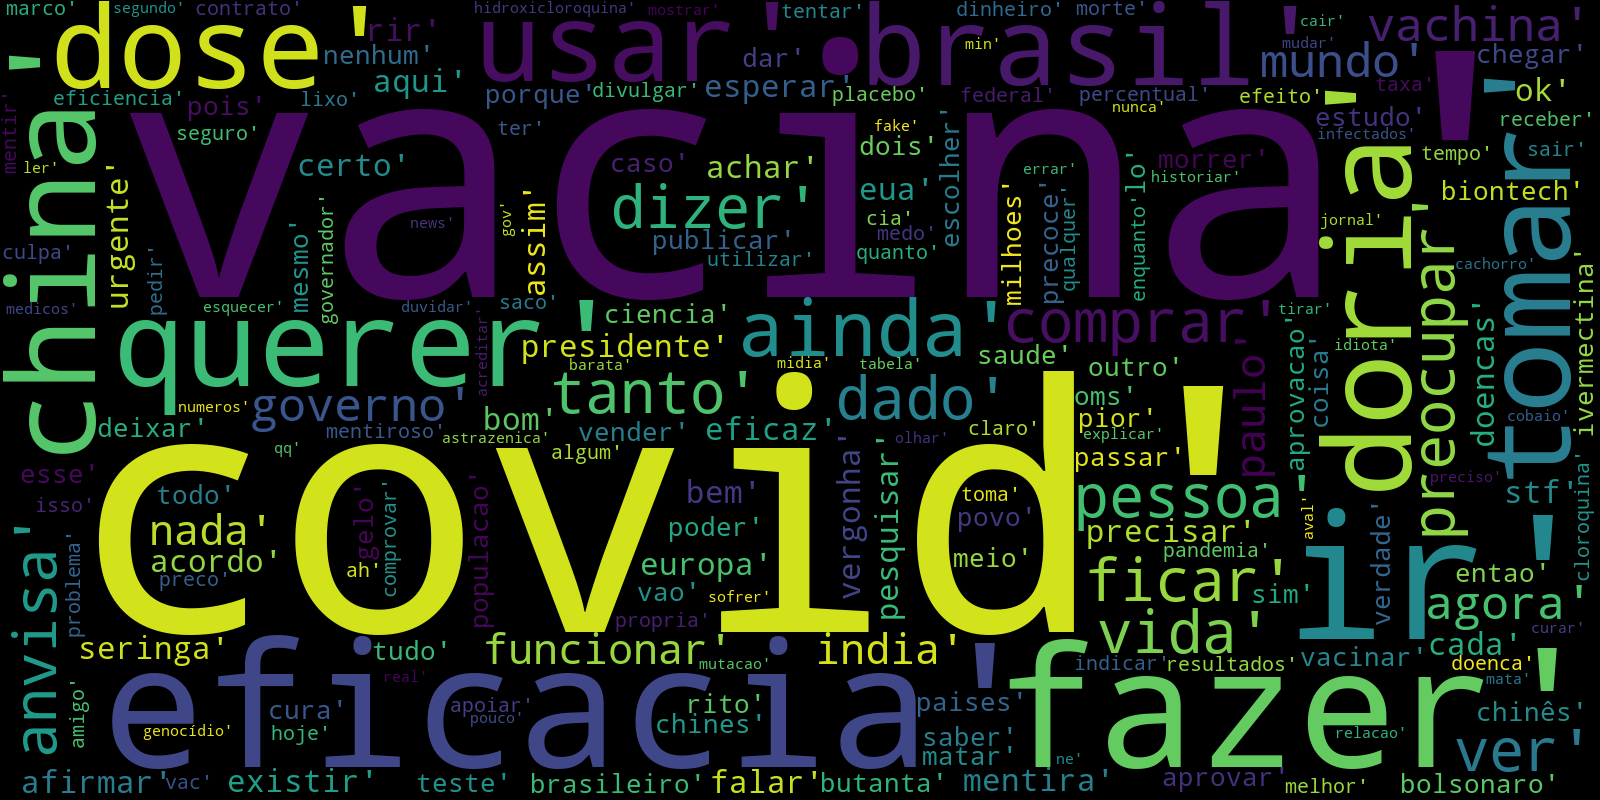 marco'
segundo'
contrato'
hidroxicloroquina'
mostrar'
tentar'
dinheiro'
morte'
cair'
vachina'
dose'
rir'
usar'
brasil'
min'
mudar'
nenhum'
dar'
mundo'
chegar'
aqui'
esperar'
taxa'
ok'
eficiencia'
pois'
lixo'
porque'
divulgar'
placebo'
federal'
percentual'
efeito'
nunca'
estudo'
receber'
mentir'
china'
vacina'
seguro'
ter'
fake'
dois'
escolher'
infectados'
doria'
tomar'
tempo'
sair'
ler'
urgente'
certo'
caso'
achar'
errar'
morrer'
historiar'
biontech'
dizer'
eua'
cia'
medo'
milhoes'
precoce'
qualquer'
enquanto'
lo'
jornal'
preocupar'
culpa'
pedir'
mesmo'
governador'
news'
gov'
assim'
publicar'
utilizar'
quanto'
cachorro'
medicos'
esquecer'
duvidar'
saco'
ciencia'
ainda'
comprar'
tirar'
ivermectina'
querer'
acreditar'
presidente'
barata'
midia'
tabela'
saude'
outro'
paulo'
aprovacao'
coisa'
idiota'
doencas'
numeros'
governo'
tanto'
dado'
oms'
pior'
cobaio'
deixar'
mentiroso'
astrazenica'
bom'
vender'
eficaz'
olhar'
claro'
explicar'
qq'
algum'
passar'
esse'
isso'
covid'
todo'
angelo'
comprovar'
populacao'
bem'
vergonha'
pesquisar'
toma'
povo'
pessoa'
preciso'
stf'
cloroquina'
anvisa'
problema'
nada'
acordo'
preco'
ah'
poder'
europa'
vao'
sofrer'
propria'
meio'
precisar'
pandemia'
aval'
ir'
verdade'
entao'
ficar'
sim'
agora'
seringa'
tudo'
funcionar'
india'
vida'
cada'
curar'
amigo'
eficacia'
real'
mutacao'
fazer'
indicar'
resultados'
vacinar'
doenca'
mata'
cura'
apoiar'
pouco'
rito'
chines'
paises'
chinês'
genocídio'
hoje'
saber'
relacao'
ver'
matar'
ne'
afirmar'
vac'
existir'
teste'
brasileiro'
falar'
butanta'
mentira'
aprovar'
melhor'
bolsonaro'